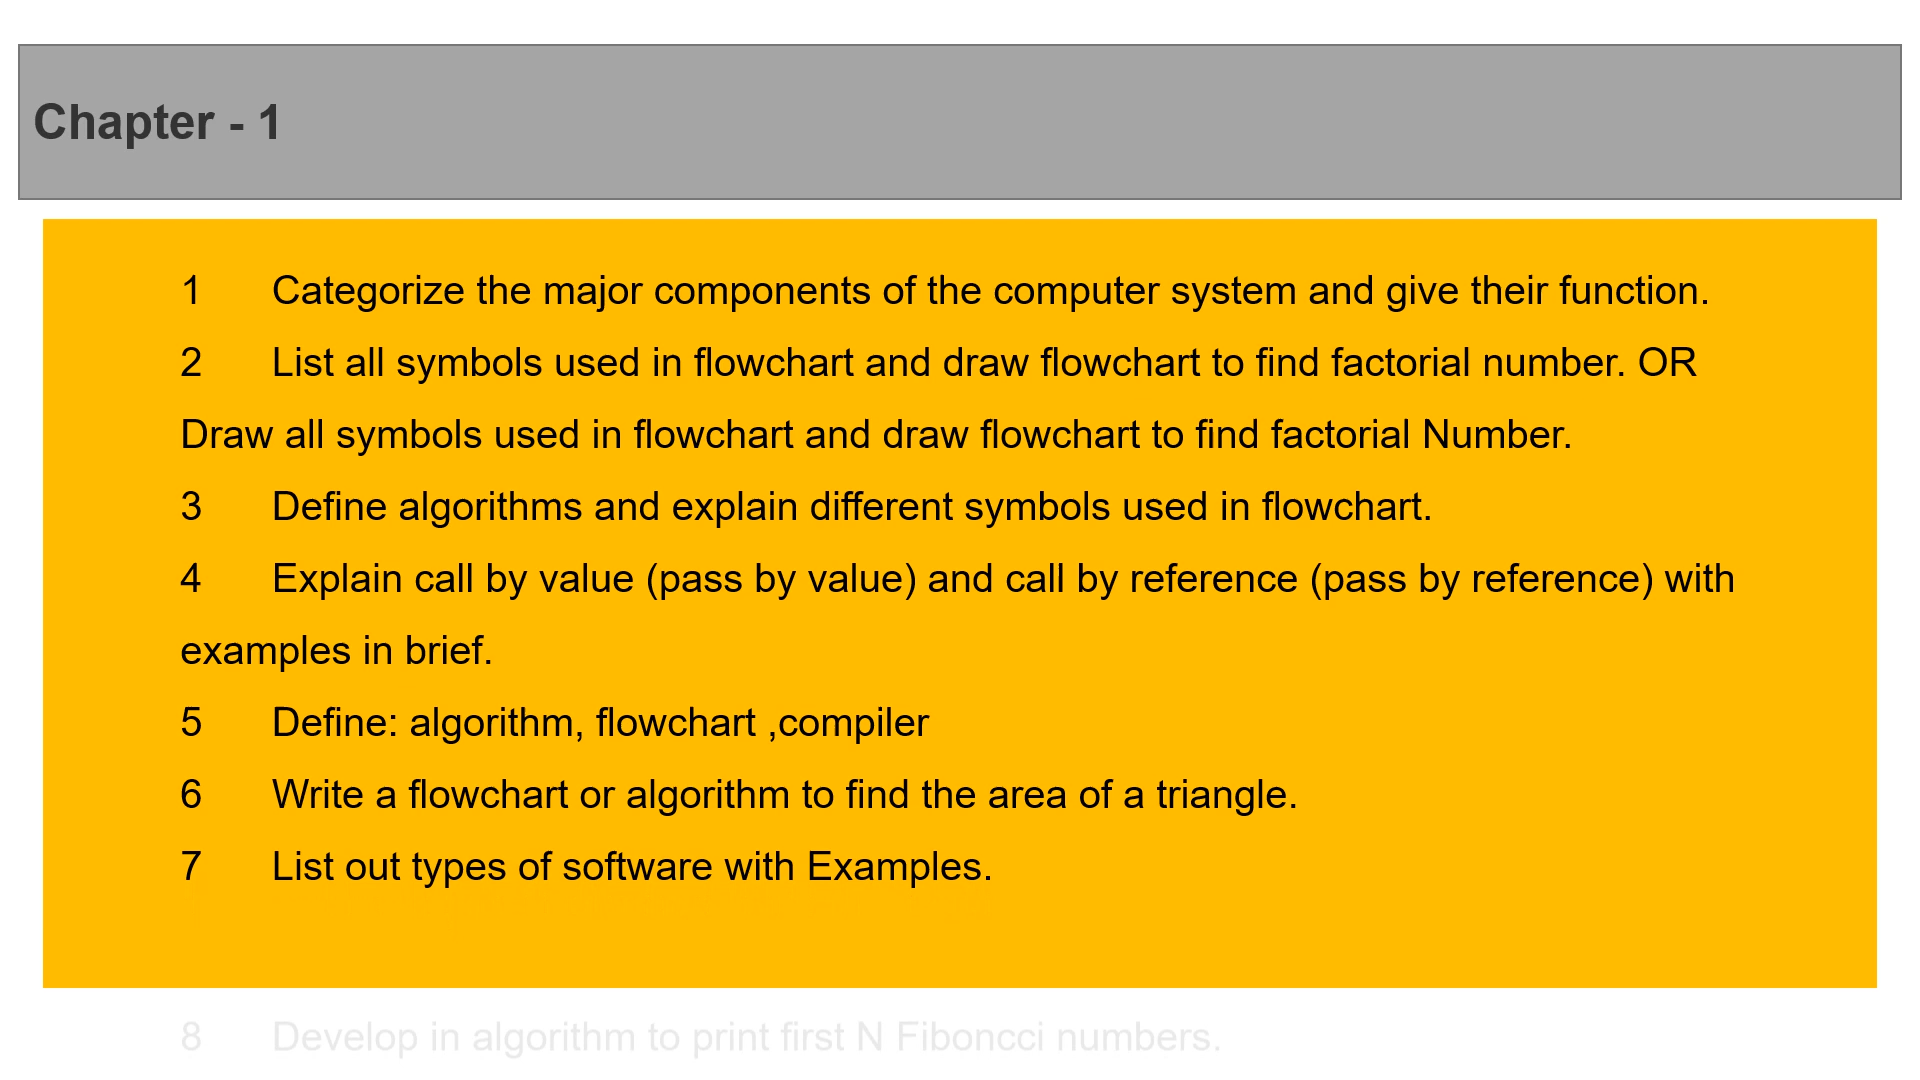 Chapter - 1
1 Categorize the major components of the computer system and give their function.
2 List all symbols used in flowchart and draw flowchart to find factorial number. OR
Draw all symbols used in flowchart and draw flowchart to find factorial Number.
3 Define algorithms and explain different symbols used in flowchart.
4 Explain call by value (pass by value) and call by reference (pass by reference) with
examples in brief.
5 Define: algorithm, flowchart ,compiler
6 Write a flowchart or algorithm to find the area of a triangle.
7 List out types of software with Examples.
8 Develop in algorithm to print first N Fiboncci numbers.